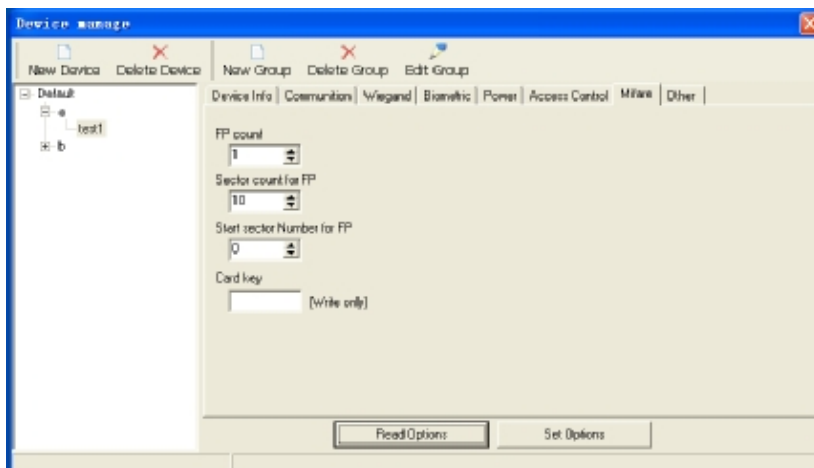 Device manage
New Device Delete Device New Group Delete Group Edit Group
Default
a
test1
b
Device Info Communition Wiegand Biometric Power Access Control Mifare Other
FP count
1
Sector count for FP
10
Start sector Number for FP
0
Card key
[Write only]
Read Options Set Options